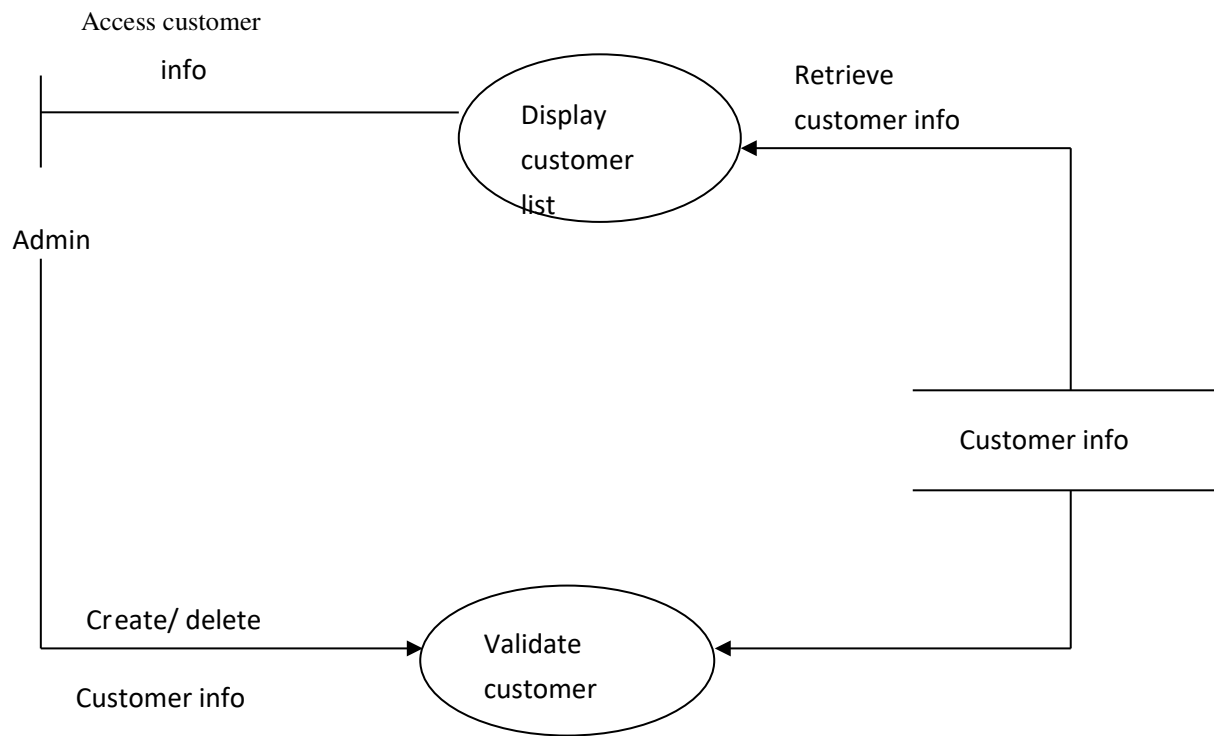 Access customer
info
Retrieve
customer info
Display
customer
list
Admin
Customer info
Create/ delete
Customer info
Validate
customer